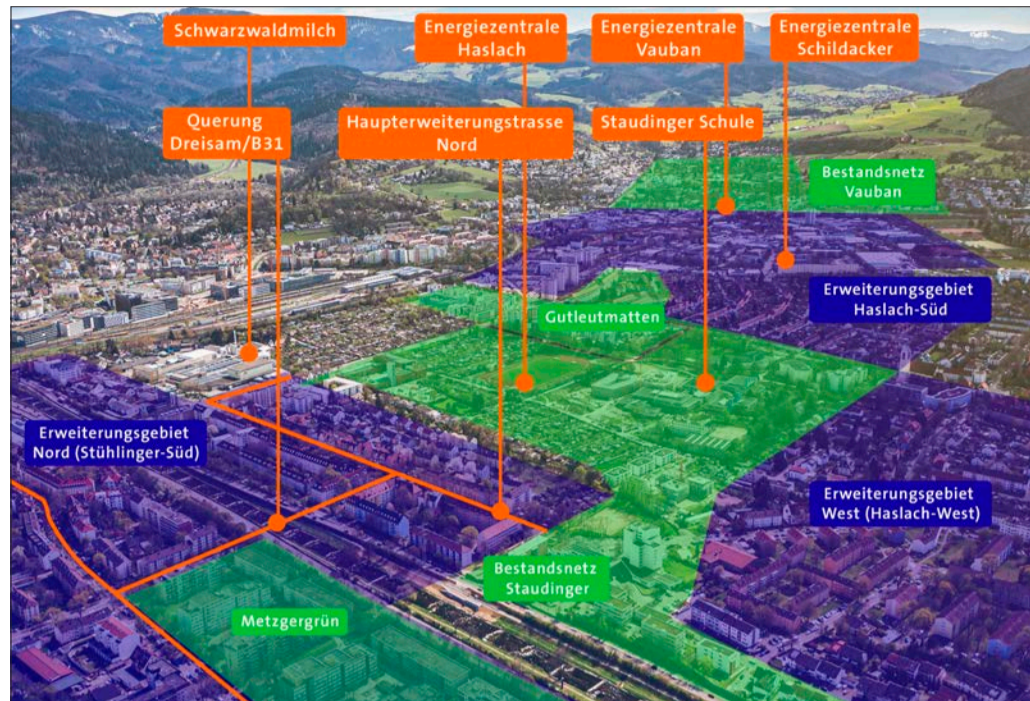 Schwarzwaldmilch
Energiezentrale
Haslach
Energiezentrale
Vauban
Energiezentrale
Schildacker
Querung
Dreisam/B31
Haupterweiterungstrasse
Nord
Staudinger Schule
Bestandsnetz
Vauban
Erweiterungsgebiet
Haslach-Süd
Gutleutmatten
Erweiterungsgebiet
Nord (Stühlinger-Süd)
Erweiterungsgebiet
West (Haslach-West)
Bestandsnetz
Staudinger
Metzgergrün